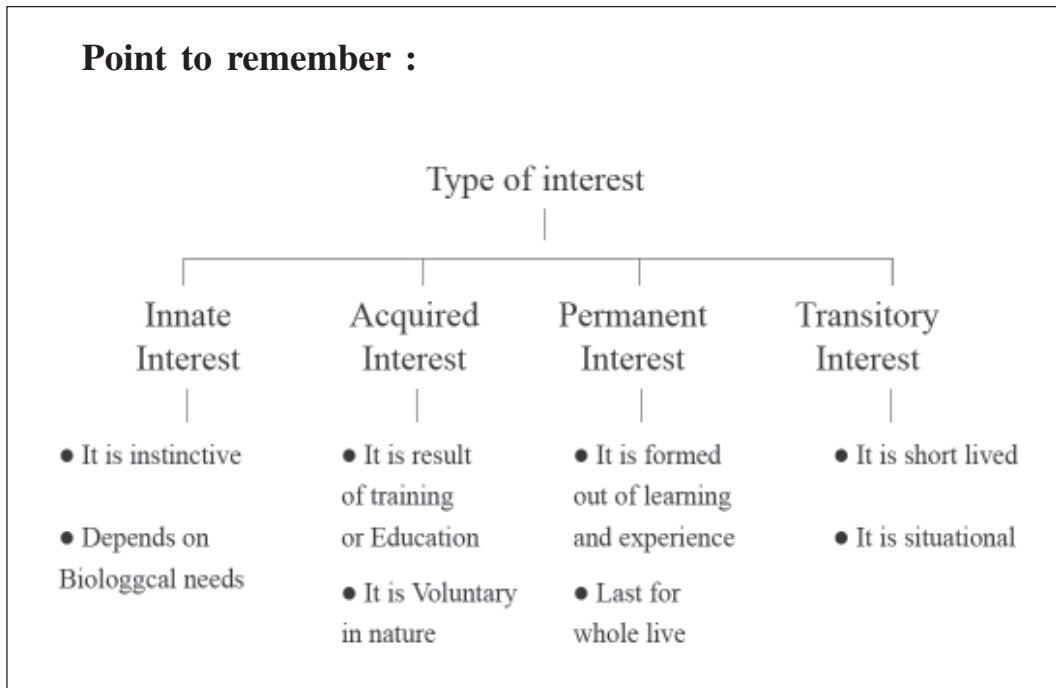 Point to remember :
Type of interest
Innate
Interest
● It is instinctive
● Depends on
Biologgcal needs
Acquired
Interest
● It is result
of training
or Education
● It is Voluntary
in nature
Permanent
Interest
● It is formed
out of learning
and experience
● Last for
whole live
Transitory
Interest
● It is short lived
● It is situational